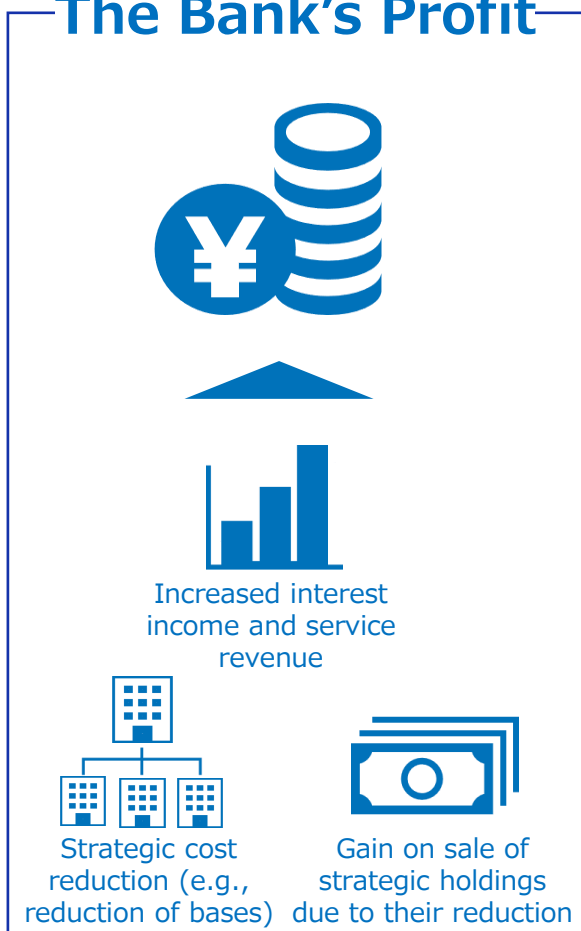 The Bank's Profit
¥
Increased interest
income and service
revenue
Strategic cost
reduction (e.g.,
reduction of bases)
Gain on sale of
strategic holdings
due to their reduction